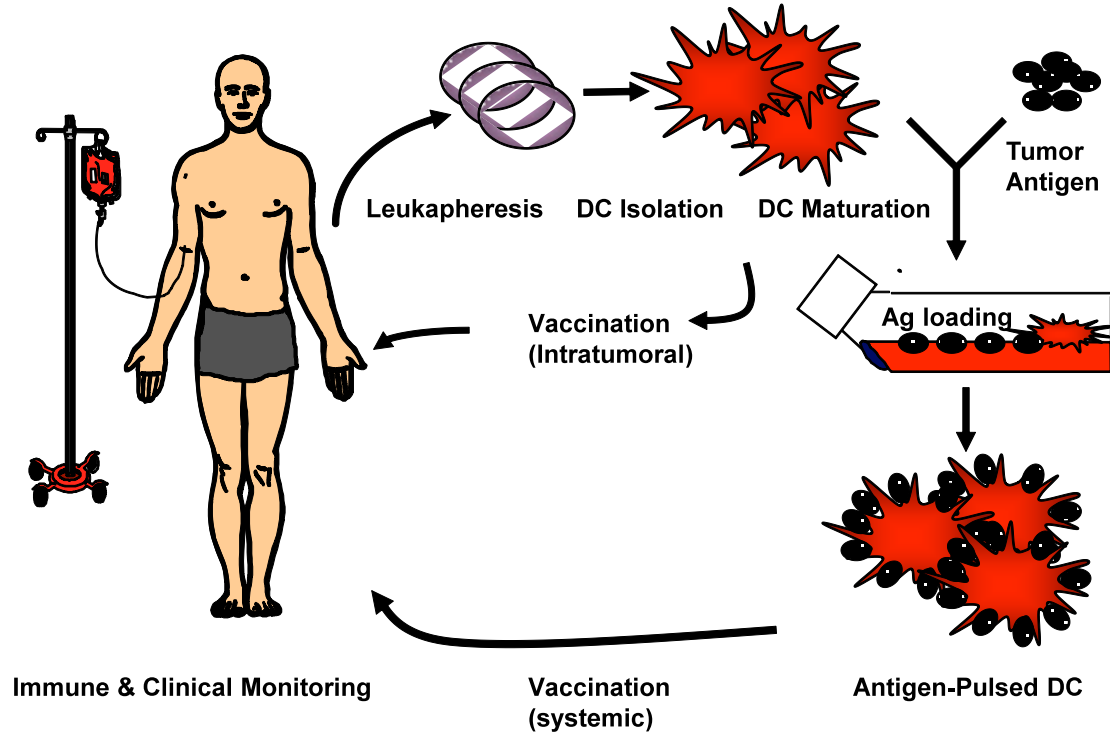 Tumor
Antigen
Leukapheresis
DC Isolation
DC Maturation
Ag loading
Vaccination
(Intratumoral)
Immune & Clinical Monitoring
Vaccination
(systemic)
Antigen-Pulsed DC